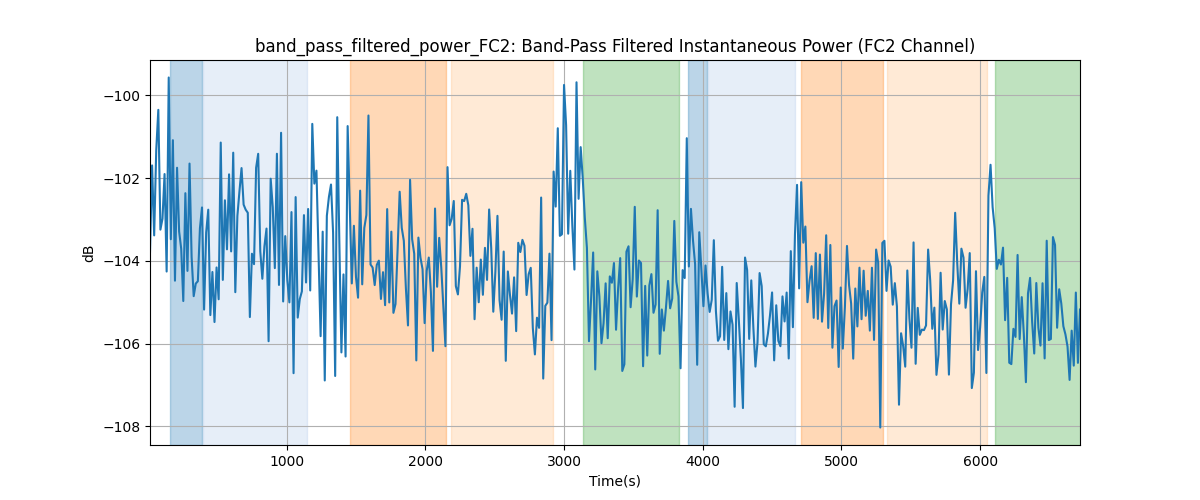 band_pass_filtered_power_FC2: Band-Pass Filtered Instantaneous Power (FC2 Channel)
−100
−102
−104
−106
−108
dB
1000 2000 3000 4000 5000 6000
Time(s)